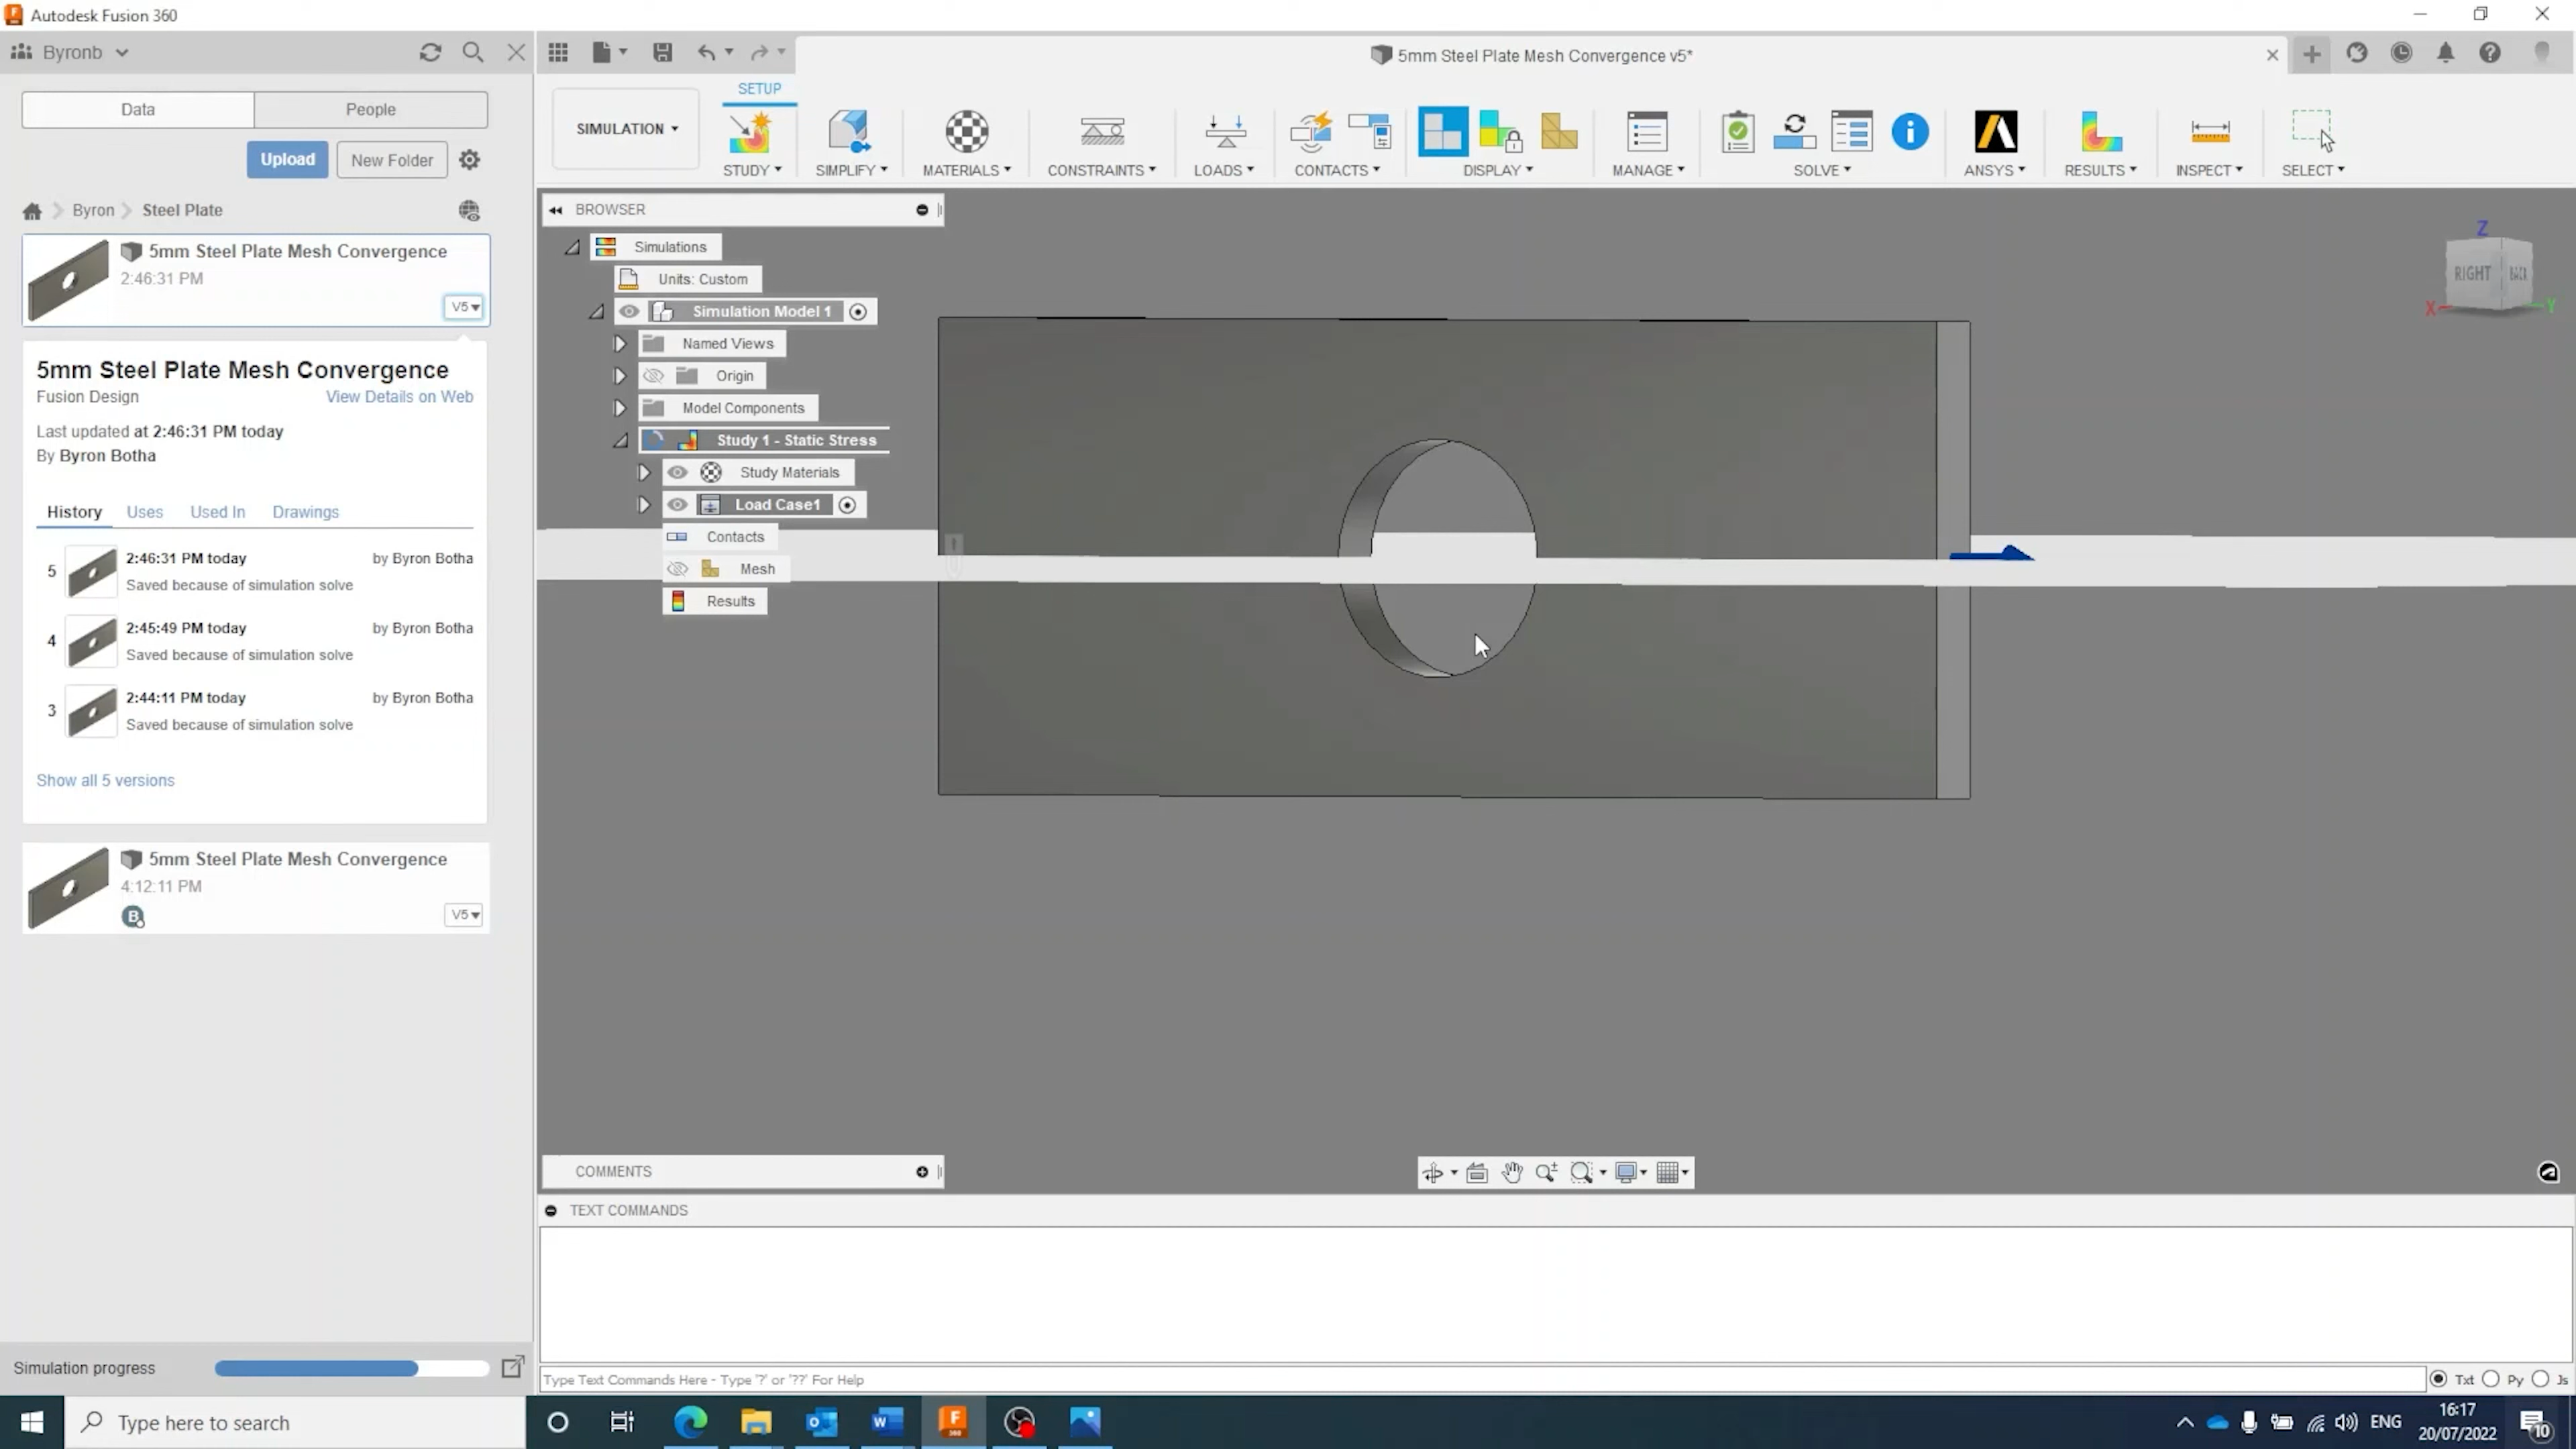 Autodesk Fusion 360
Byronb
5mm Steel Plate Mesh Convergence v5*
Data People
Upload New Folder
Byron Steel Plate
5mm Steel Plate Mesh Convergence
2:46:31 PM
V5
5mm Steel Plate Mesh Convergence
Fusion Design View Details on Web
Last updated at 2:46:31 PM today
By Byron Botha
History Uses Used In Drawings
5 2:46:31 PM today by Byron Botha
Saved because of simulation solve
4 2:45:49 PM today by Byron Botha
Saved because of simulation solve
3 2:44:11 PM today by Byron Botha
Saved because of simulation solve
Show all 5 versions
5mm Steel Plate Mesh Convergence
4:12:11 PM
B V5
Simulation progress
SIMULATION
SETUP
STUDY SIMPLIFY MATERIALS CONSTRAINTS LOADS CONTACTS DISPLAY MANAGE SOLVE ANSYS RESULTS INSPECT SELECT
BROWSER
Simulations
Units: Custom
Simulation Model 1
Named Views
Origin
Model Components
Study 1 - Static Stress
Study Materials
Load Case1
Contacts
Mesh
Results
Z
RIGHT
X Y
COMMENTS
TEXT COMMANDS
Type Text Commands Here - Type '?' or '??' For Help
Txt Py Js
Type here to search
F
360
ENG
16:17
20/07/2022
10